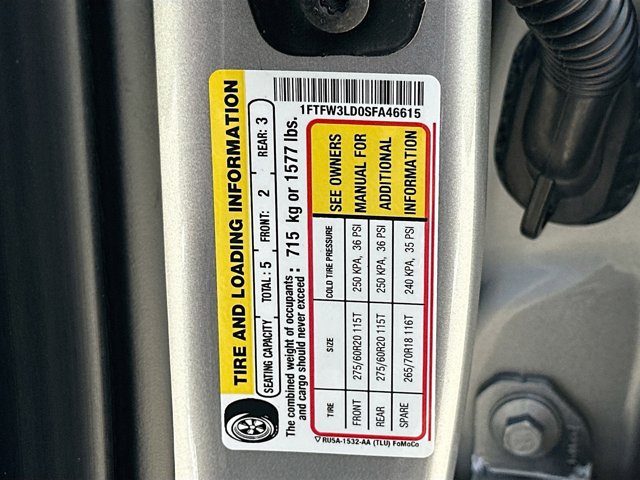 TIRE AND LOADING INFORMATION
SEATING CAPACITY TOTAL: 5 FRONT: 2 REAR: 3
The combined weight of occupants :
and cargo should never exceed : 715 kg or 1577 lbs.
TIRE SIZE COLD TIRE PRESSURE SEE OWNERS
FRONT 275/60R20 115T 250 KPA, 36 PSI MANUAL FOR
REAR 275/60R20 115T 250 KPA, 36 PSI ADDITIONAL
SPARE 265/70R18 116T 240 KPA, 35 PSI INFORMATION
RU5A-1532-AA (TLU) FoMoCo
1FTFW3LD0SFA46615